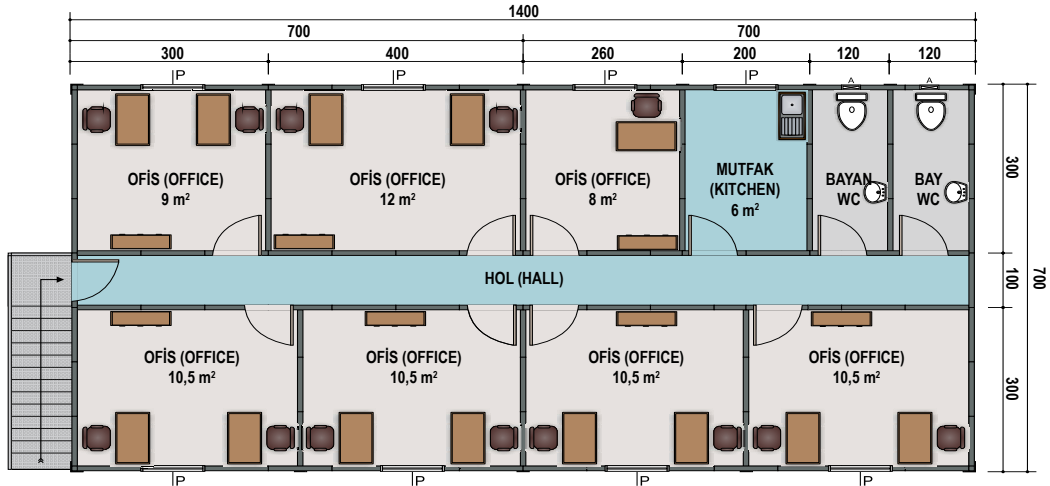 1400
700 700
300 400 260 200 120 120
P P P P A A
OFİS (OFFICE)
9 m²
OFİS (OFFICE)
12 m²
OFİS (OFFICE)
8 m²
MUTFAK
(KITCHEN)
6 m²
BAYAN
WC
BAY
WC
300
HOL (HALL)
100
700
OFİS (OFFICE)
10,5 m²
OFİS (OFFICE)
10,5 m²
OFİS (OFFICE)
10,5 m²
OFİS (OFFICE)
10,5 m²
300
P P P P